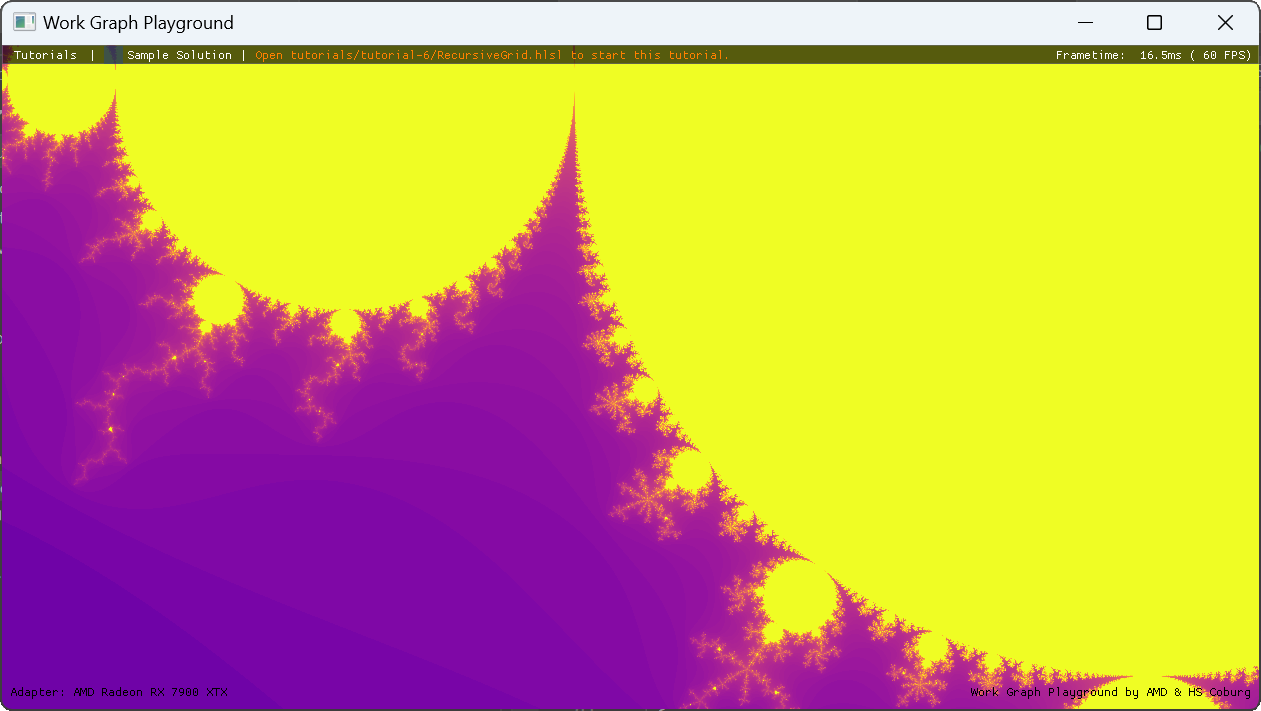 Work Graph Playground
Tutorials | Sample Solution | Open tutorials/tutorial-6/RecursiveGrid.hlsl to start this tutorial. Frametime: 16.5ms ( 60 FPS)
Adapter: AMD Radeon RX 7900 XTX Work Graph Playground by AMD & HS Coburg